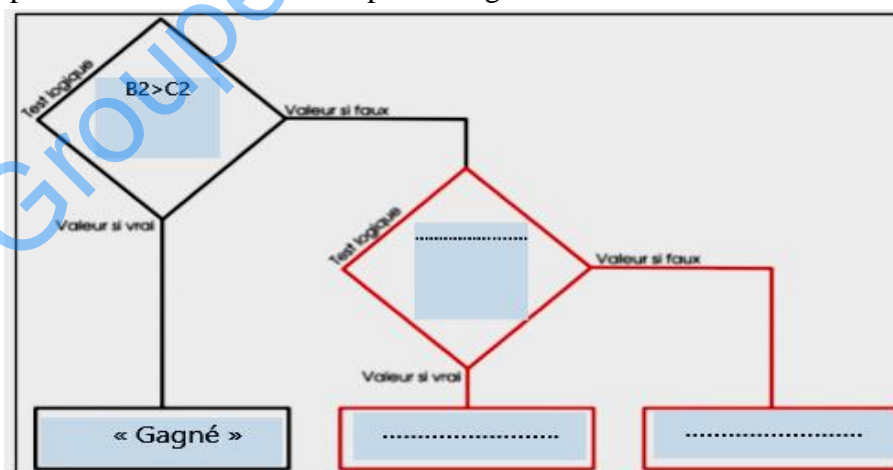 Groupe
Test logique
B2>C2
Valeur si faux
Valeur si vrai
Test logique
........................
Valeur si faux
Valeur si vrai
« Gagné »
........................
........................